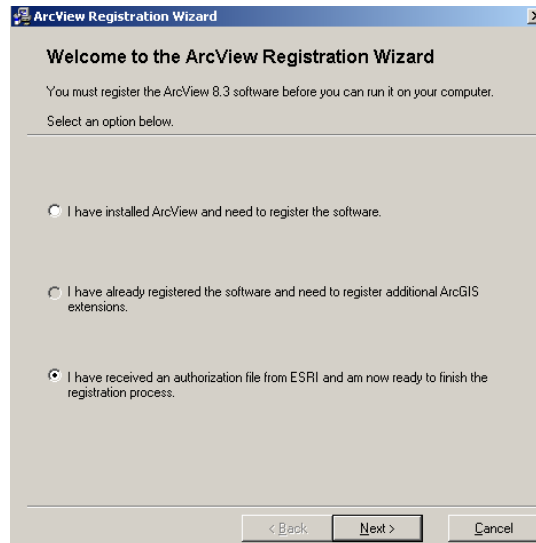 ArcView Registration Wizard
Welcome to the ArcView Registration Wizard
You must register the ArcView 8.3 software before you can run it on your computer.
Select an option below.
I have installed ArcView and need to register the software.
I have already registered the software and need to register additional ArcGIS
extensions.
I have received an authorization file from ESRI and am now ready to finish the
registration process.
< Back Next > Cancel